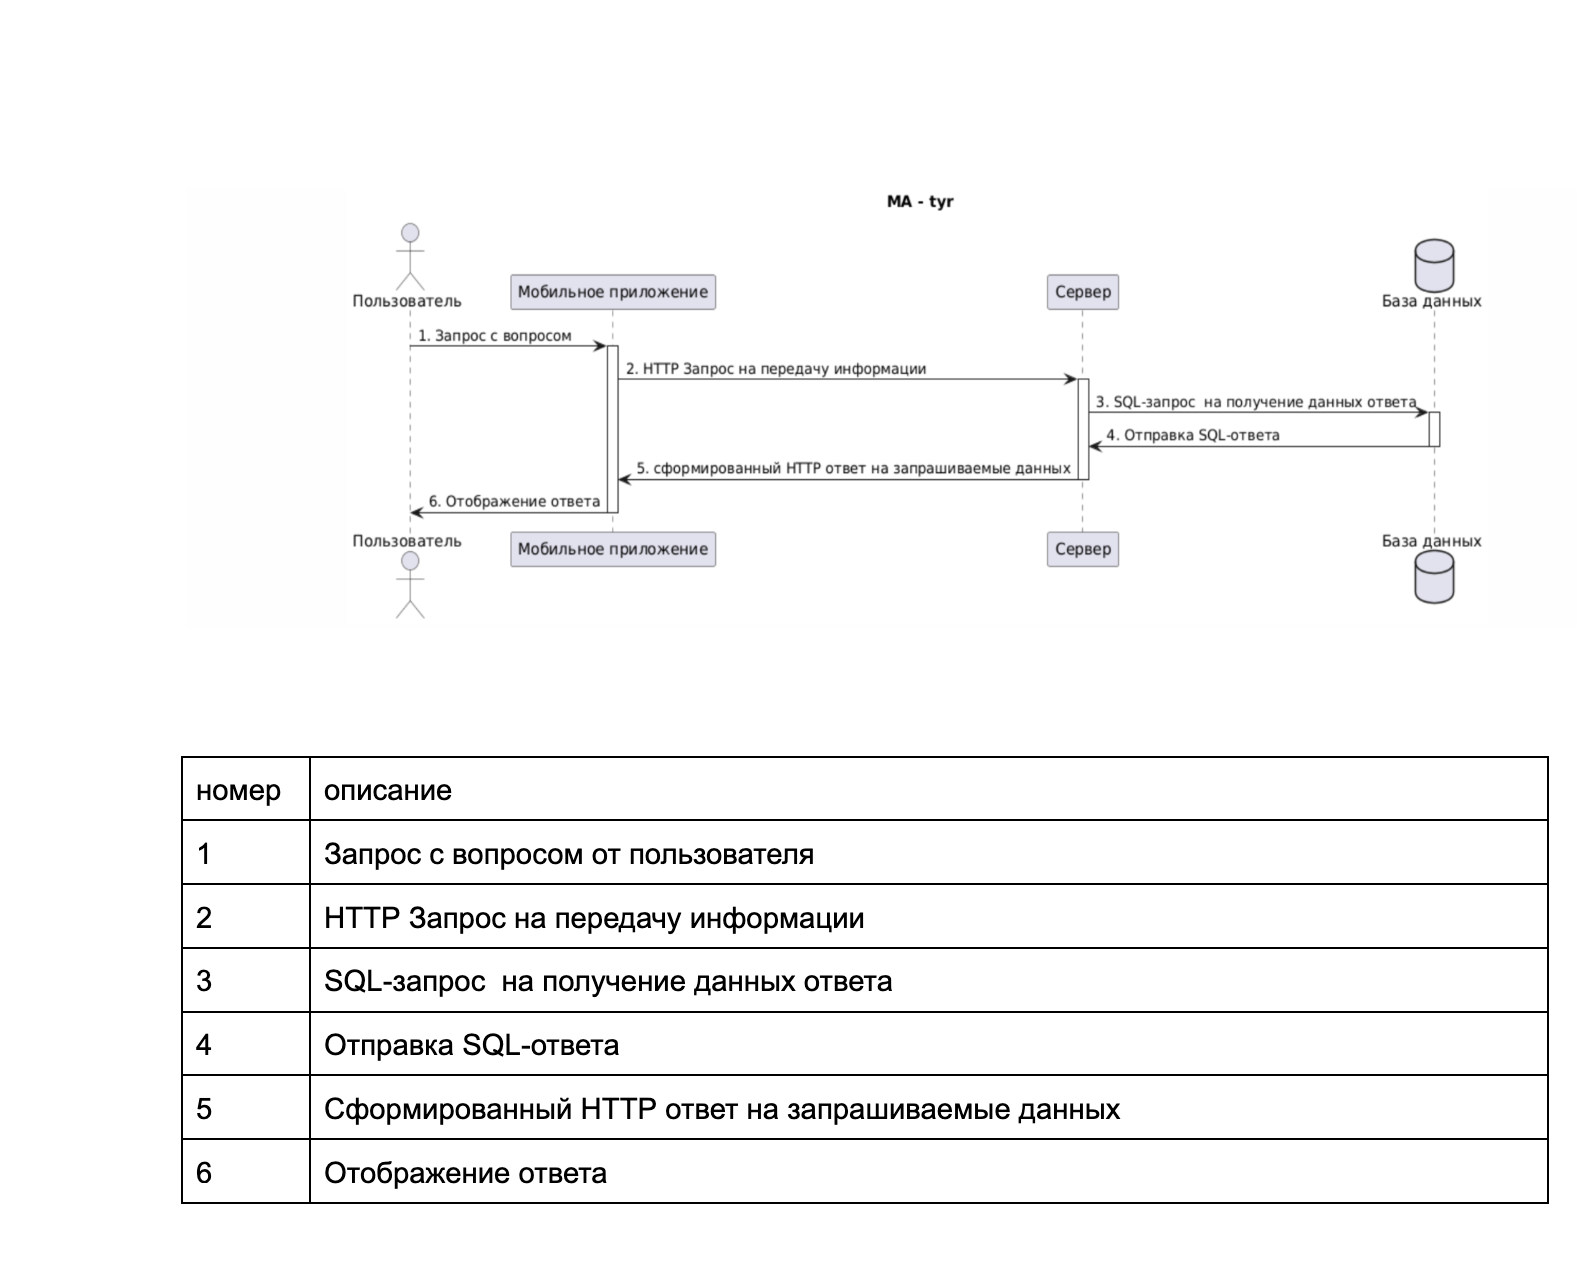 MA - tyr
Пользователь
Мобильное приложение
Сервер
База данных
1. Запрос с вопросом
2. HTTP Запрос на передачу информации
3. SQL-запрос  на получение данных ответа
4. Отправка SQL-ответа
5. сформированный HTTP ответ на запрашиваемые данных
6. Отображение ответа
Пользователь
Мобильное приложение
Сервер
База данных
номер описание
1 Запрос с вопросом от пользователя
2 HTTP Запрос на передачу информации
3 SQL-запрос  на получение данных ответа
4 Отправка SQL-ответа
5 Сформированный HTTP ответ на запрашиваемые данных
6 Отображение ответа